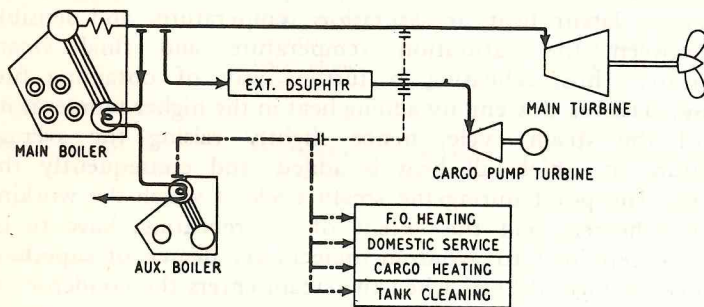 EXT. DSUPHTR
MAIN TURBINE
MAIN BOILER
CARGO PUMP TURBINE
AUX. BOILER
F.O. HEATING
DOMESTIC SERVICE
CARGO HEATING
TANK CLEANING